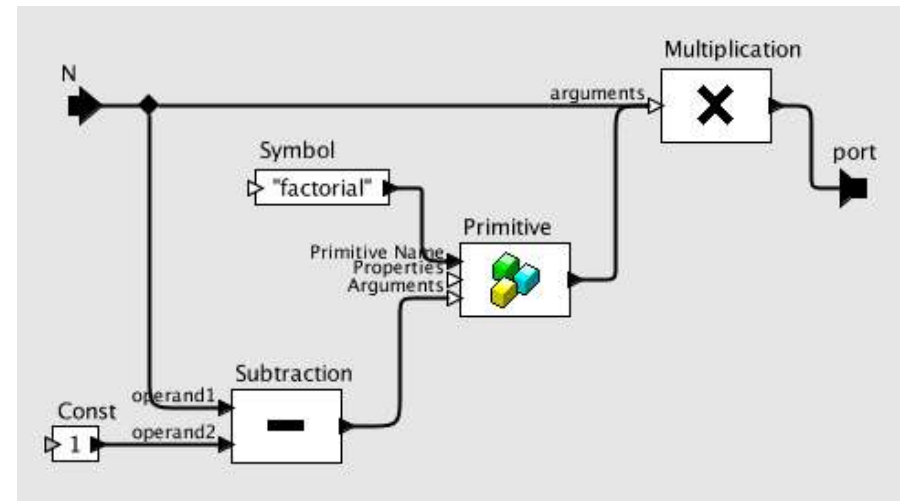 Multiplication
N
arguments
Symbol
port
"factorial"
Primitive
Primitive Name
Properties
Arguments
Subtraction
operand1
Const
operand2
1